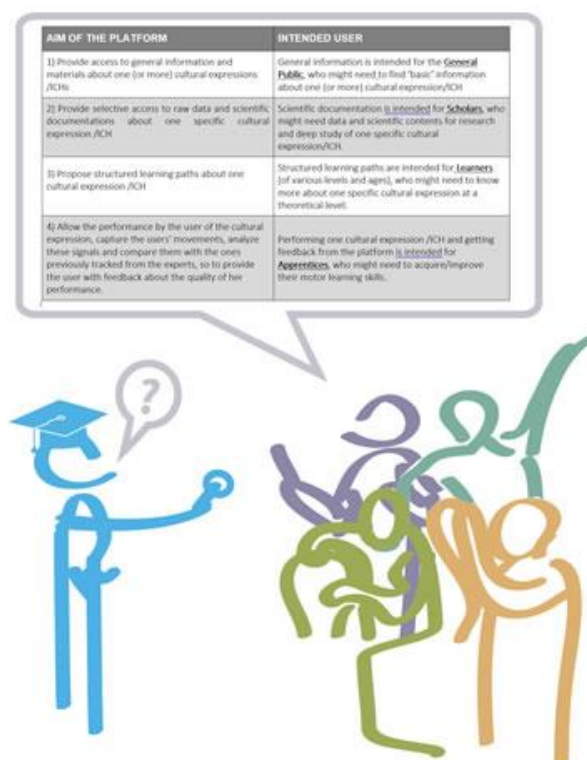 AIM OF THE PLATFORM
INTENDED USER
1) Provide access to general information and
materials about one (or more) cultural expressions
/ICHs
General information is intended for the General
Public, who might need to find "basic" information
about one (or more) cultural expression/ICH
2) Provide selective access to raw data and scientific
documentations about one specific cultural
expression /ICH
Scientific documentation is intended for Scholars, who
might need data and scientific contents for research
and deep study of one specific cultural
expression/ICH.
3) Propose structured learning paths about one
cultural expression /ICH
Structured learning paths are intended for Learners
(of various levels and ages), who might need to know
more about one specific cultural expression at a
theoretical level.
4) Allow the performance by the user of the cultural
expression, capture the users' movements, analyze
these signals and compare them with the ones
previously tracked from the experts, so to provide
the user with feedback about the quality of her
performance.
Performing one cultural expression /ICH and getting
feedback from the platform is intended for
Apprentices, who might need to acquire/improve
their motor learning skills.
?